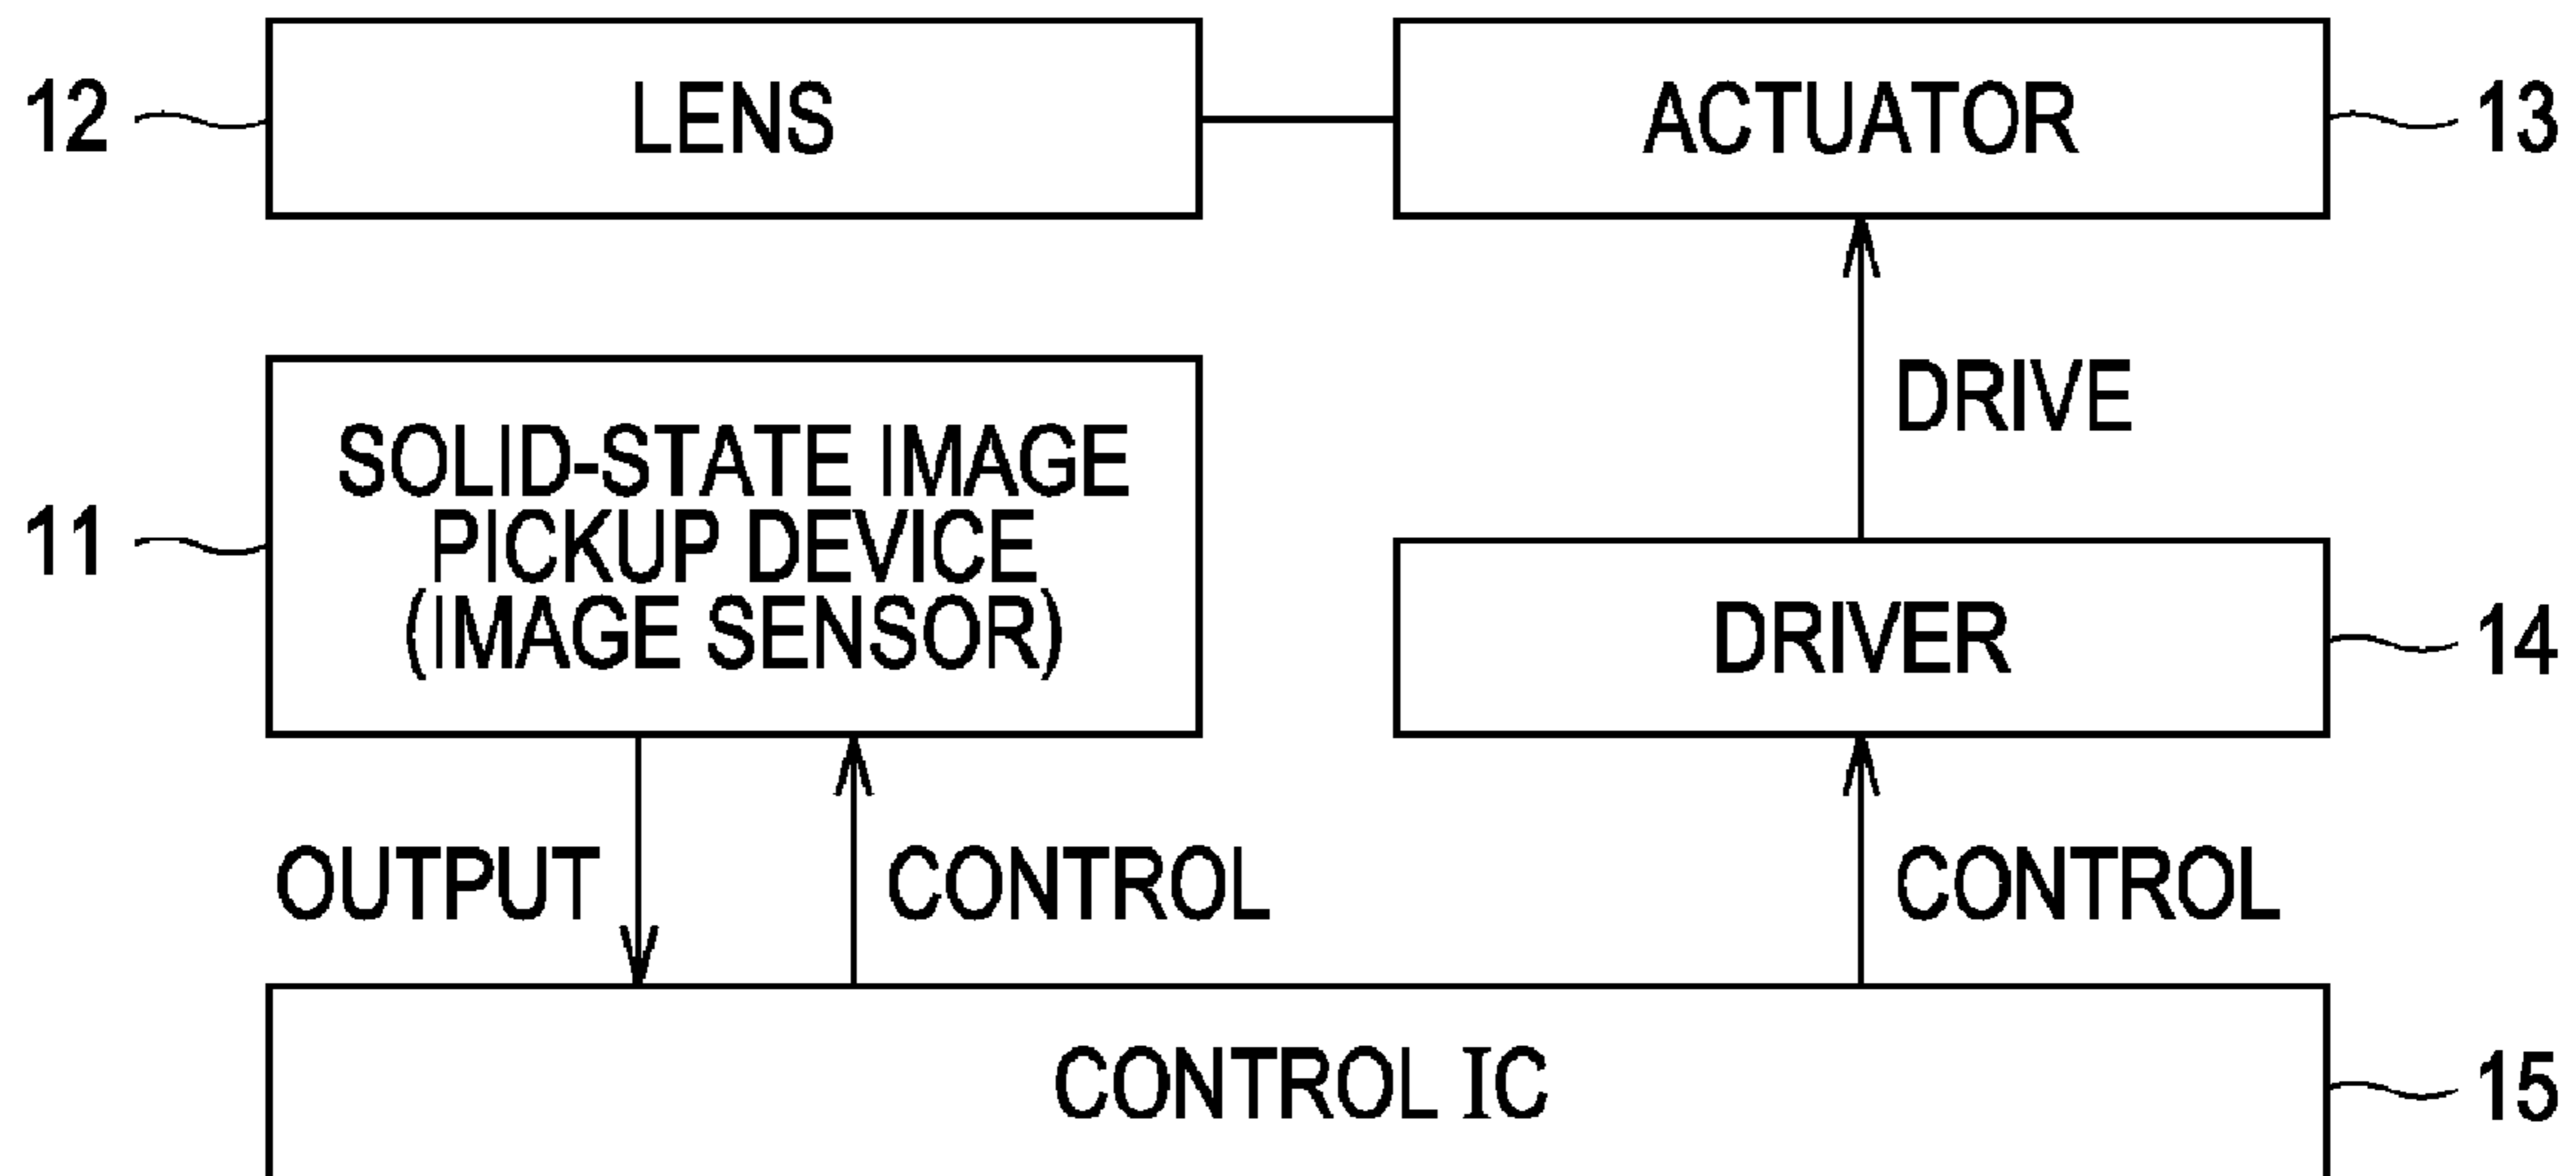 12
LENS
ACTUATOR
13
DRIVE
11
SOLID-STATE IMAGE
PICKUP DEVICE
(IMAGE SENSOR)
DRIVER
14
OUTPUT
CONTROL
CONTROL
CONTROL IC
15